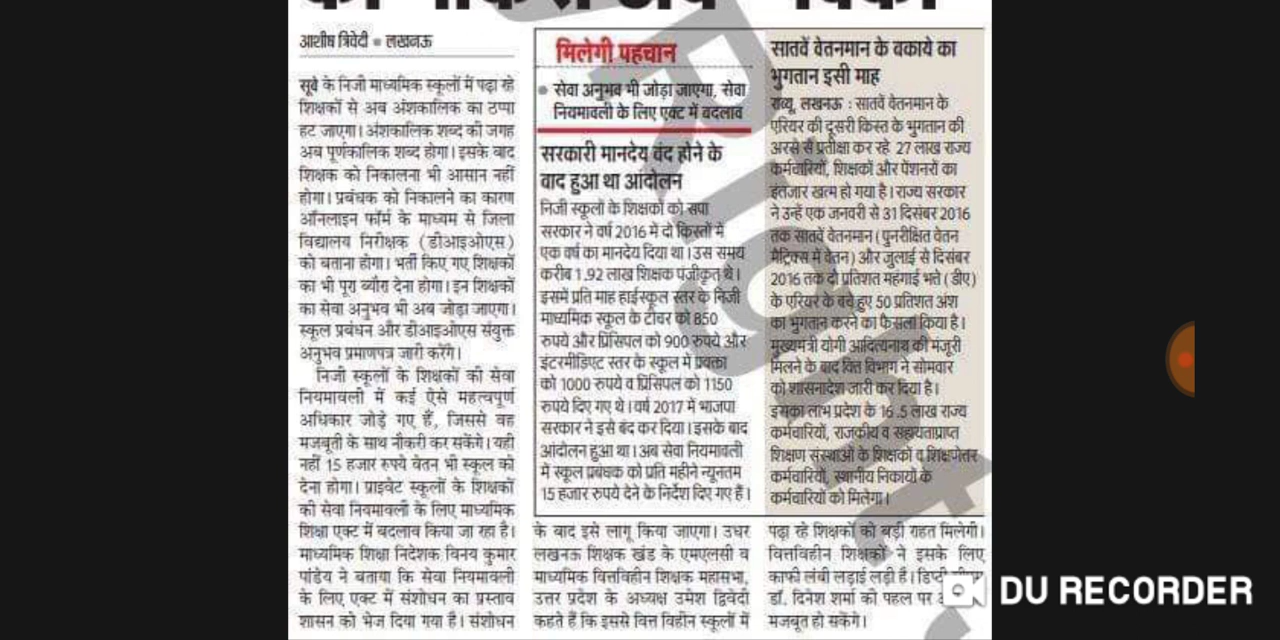 आशीष त्रिवेदी • लखनऊ
सूबे के निजी माध्यमिक स्कूलों में पढ़ा रहे
शिक्षकों से अब अंशकालिक का ठप्पा
हट जाएगा। अंशकालिक शब्द की जगह
अब पूर्णकालिक शब्द होगा। इसके बाद
शिक्षक को निकालना भी आसान नहीं
होगा। प्रबंधक को निकालने का कारण
ऑनलाइन फॉर्म के माध्यम से जिला
विद्यालय निरीक्षक (डीआइओएस)
को बताना होगा। भर्ती किए गए शिक्षकों
का भी पूरा ब्यौरा देना होगा। इन शिक्षकों
का सेवा अनुभव भी अब जोड़ा जाएगा।
स्कूल प्रबंधन और डीआइओएस संयुक्त
अनुभव प्रमाणपत्र जारी करेंगे।
निजी स्कूलों के शिक्षकों की सेवा
नियमावली में कई ऐसे महत्वपूर्ण
अधिकार जोड़े गए हैं, जिससे वह
मजबूती के साथ नौकरी कर सकेंगे। यही
नहीं 15 हजार रुपये वेतन भी स्कूल को
देना होगा। प्राइवेट स्कूलों के शिक्षकों
की सेवा नियमावली के लिए माध्यमिक
शिक्षा एक्ट में बदलाव किया जा रहा है।
माध्यमिक शिक्षा निदेशक विनय कुमार
पांडेय ने बताया कि सेवा नियमावली
के लिए एक्ट में संशोधन का प्रस्ताव
शासन को भेज दिया गया है। संशोधन
मिलेगी पहचान
• सेवा अनुभव भी जोड़ा जाएगा, सेवा
नियमावली के लिए एक्ट में बदलाव
सरकारी मानदेय बंद होने के
बाद हुआ था आंदोलन
निजी स्कूलों के शिक्षकों को सपा
सरकार ने वर्ष 2016 में दो किस्तों में
एक वर्ष का मानदेय दिया था। उस समय
करीब 1.92 लाख शिक्षक पंजीकृत थे।
इसमें प्रति माह हाईस्कूल स्तर के निजी
माध्यमिक स्कूल के टीचर को 850
रुपये और प्रिंसिपल को 900 रुपये और
इंटरमीडिएट स्तर के स्कूल में प्रवक्ता
को 1000 रुपये व प्रिंसिपल को 1150
रुपये दिए गए थे। वर्ष 2017 में भाजपा
सरकार ने इसे बंद कर दिया। इसके बाद
आंदोलन हुआ था। अब सेवा नियमावली
में स्कूल प्रबंधक को प्रति महीने न्यूनतम
15 हजार रुपये देने के निर्देश दिए गए हैं।
सातवें वेतनमान के बकाये का
भुगतान इसी माह
राब्यू, लखनऊ : सातवें वेतनमान के
एरियर की दूसरी किस्त के भुगतान की
अरसे से प्रतीक्षा कर रहे 27 लाख राज्य
कर्मचारियों, शिक्षकों और पेंशनरों का
इंतजार खत्म हो गया है। राज्य सरकार
ने उन्हें एक जनवरी से 31 दिसंबर 2016
तक सातवें वेतनमान (पुनरीक्षित वेतन
मैट्रिक्स में वेतन) और जुलाई से दिसंबर
2016 तक दो प्रतिशत महंगाई भत्ते (डीए)
के एरियर के बचे हुए 50 प्रतिशत अंश
का भुगतान करने का फैसला किया है।
मुख्यमंत्री योगी आदित्यनाथ की मंजूरी
मिलने के बाद वित्त विभाग ने सोमवार
को शासनादेश जारी कर दिया है।
इसका लाभ प्रदेश के 16.5 लाख राज्य
कर्मचारियों, राजकीय व सहायताप्राप्त
शिक्षण संस्थाओं के शिक्षकों व शिक्षणेतर
कर्मचारियों, स्थानीय निकायों के
कर्मचारियों को मिलेगा।
के बाद इसे लागू किया जाएगा। उधर
लखनऊ शिक्षक खंड के एमएलसी व
माध्यमिक वित्तविहीन शिक्षक महासभा,
उत्तर प्रदेश के अध्यक्ष उमेश द्विवेदी
कहते हैं कि इससे वित्त विहीन स्कूलों में
पढ़ा रहे शिक्षकों को बड़ी राहत मिलेगी।
वित्तविहीन शिक्षकों ने इसके लिए
काफी लंबी लड़ाई लड़ी है। डिप्टी
डॉ. दिनेश शर्मा की पहल पर
मजबूत हो सकेंगे।
DU RECORDER